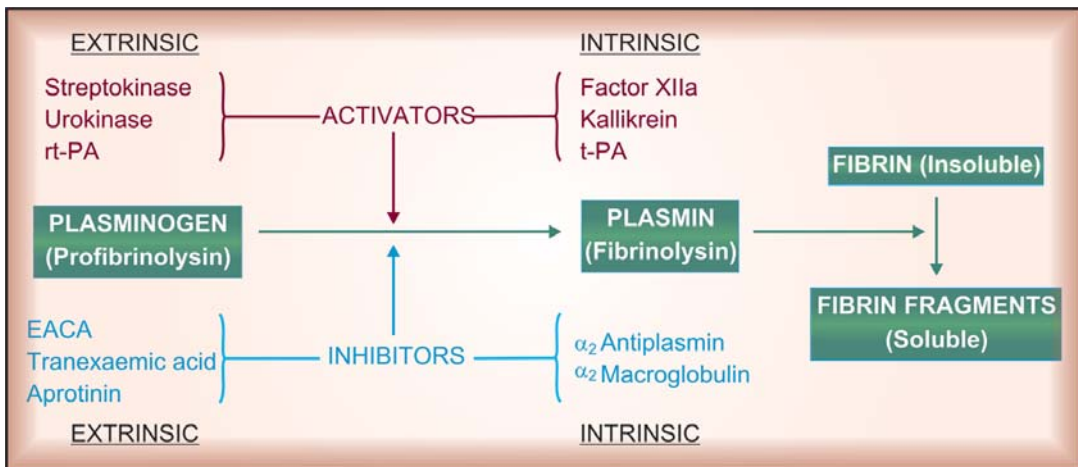 EXTRINSIC
Streptokinase
Urokinase
rt-PA
ACTIVATORS
INTRINSIC
Factor XIIa
Kallikrein
t-PA
PLASMINOGEN
(Profibrinolysin)
PLASMIN
(Fibrinolysin)
FIBRIN (Insoluble)
FIBRIN FRAGMENTS
(Soluble)
EACA
Tranexaemic acid
Aprotinin
EXTRINSIC
INHIBITORS
α₂ Antiplasmin
α₂ Macroglobulin
INTRINSIC